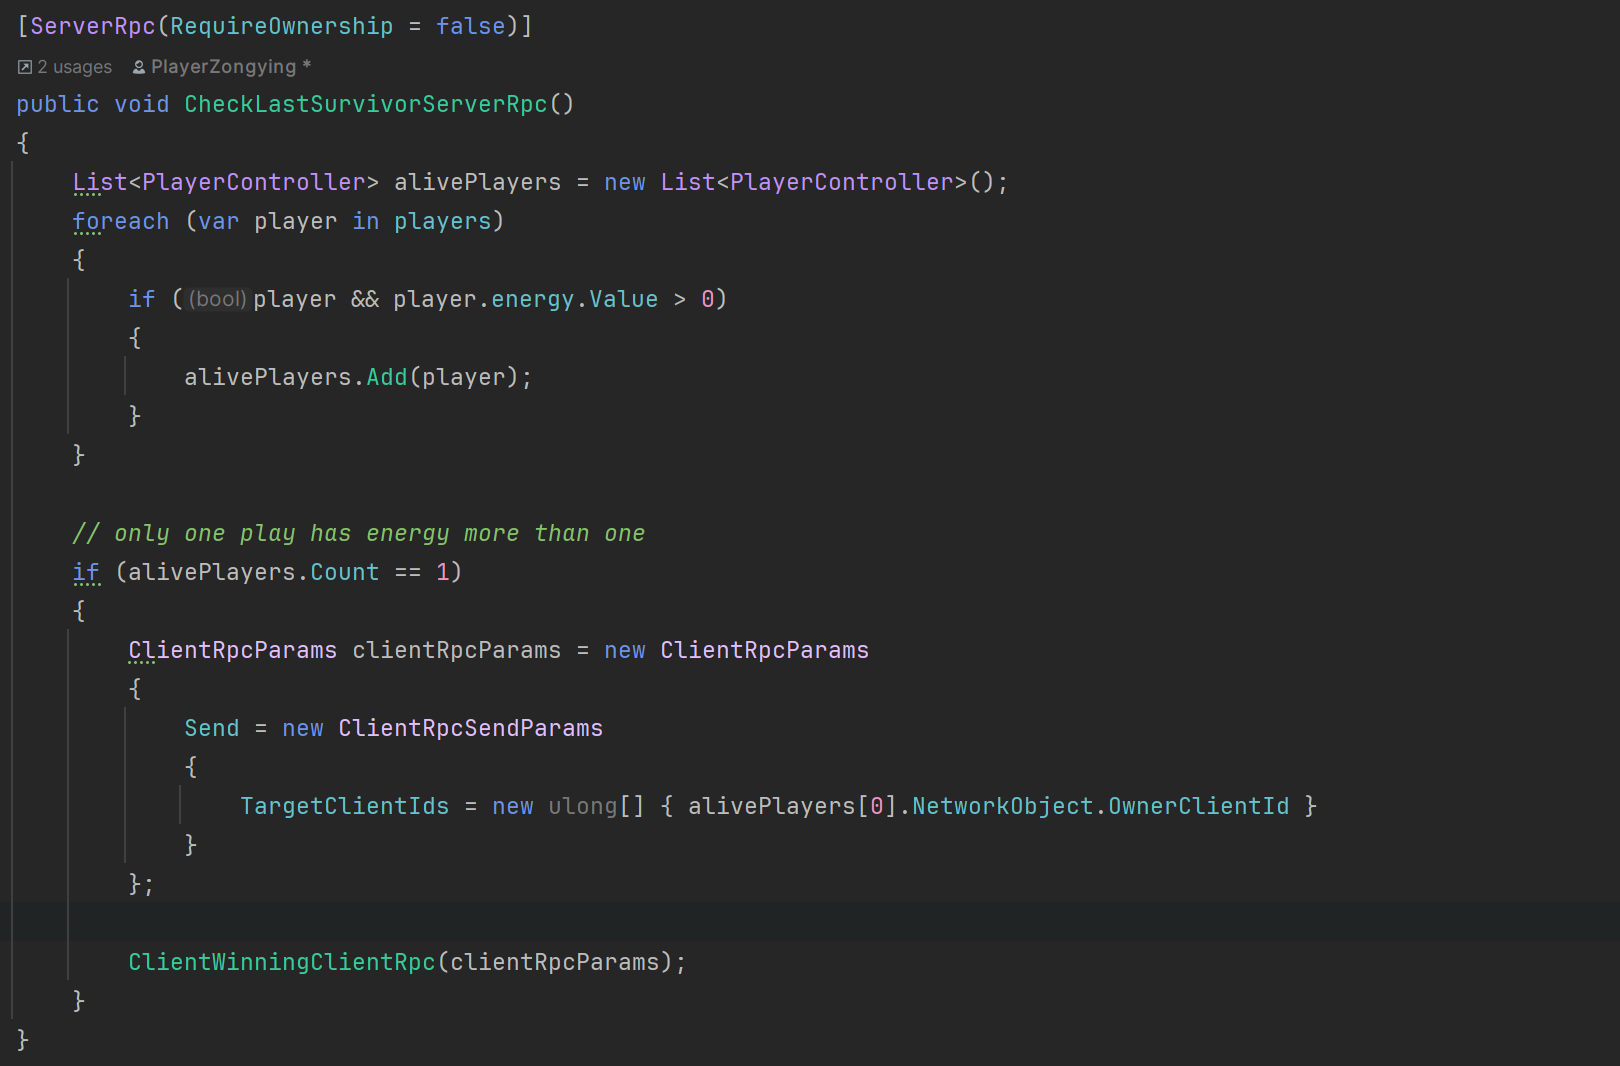 [ServerRpc(RequireOwnership = false)]
2 usages PlayerZongying *
public void CheckLastSurvivorServerRpc()
{
    List<PlayerController> alivePlayers = new List<PlayerController>();
    foreach (var player in players)
    {
        if ((bool)player && player.energy.Value > 0)
        {
            alivePlayers.Add(player);
        }
    }

    // only one play has energy more than one
    if (alivePlayers.Count == 1)
    {
        ClientRpcParams clientRpcParams = new ClientRpcParams
        {
            Send = new ClientRpcSendParams
            {
                TargetClientIds = new ulong[] { alivePlayers[0].NetworkObject.OwnerClientId }
            }
        };

        ClientWinningClientRpc(clientRpcParams);
    }
}